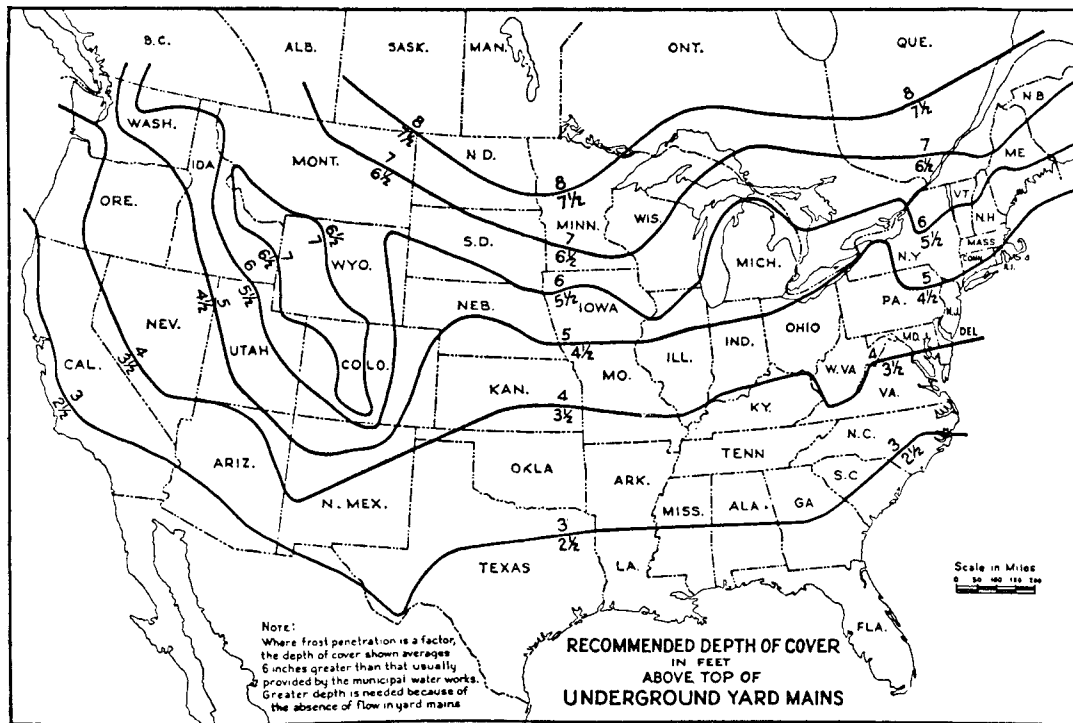 B.C.
ALB.
SASK.
MAN.
ONT.
QUE.
N.B.
WASH.
IDA.
MONT.
N.D.
MINN.
WIS.
MICH.
ME.
VT.
N.H.
MASS
CONN.
R.I.
ORE.
WYO.
S.D.
IOWA
N.Y.
PA.
N.J.
NEB.
NEV.
UTAH
COLO.
KAN.
MO.
ILL.
IND.
OHIO
W.VA
MD.
DEL
VA.
KY.
CAL.
ARIZ.
N. MEX.
OKLA
ARK.
TENN
N.C.
S.C
MISS.
ALA.
GA
TEXAS
LA.
FLA.
8
7½
8
7½
8
7½
7
6½
7
6½
7
6½
6½
7
6½
7
6
5½
6
5½
6
5½
5
4½
5
4½
5
4½
4
3½
4
3½
4
3½
3
2½
3
2½
3
2½
Scale in Miles
0 50 100 150 200
NOTE:
Where frost penetration is a factor,
the depth of cover shown averages
6 inches greater than that usually
provided by the municipal water works.
Greater depth is needed because of
the absence of flow in yard mains
RECOMMENDED DEPTH OF COVER
IN FEET
ABOVE TOP OF
UNDERGROUND YARD MAINS